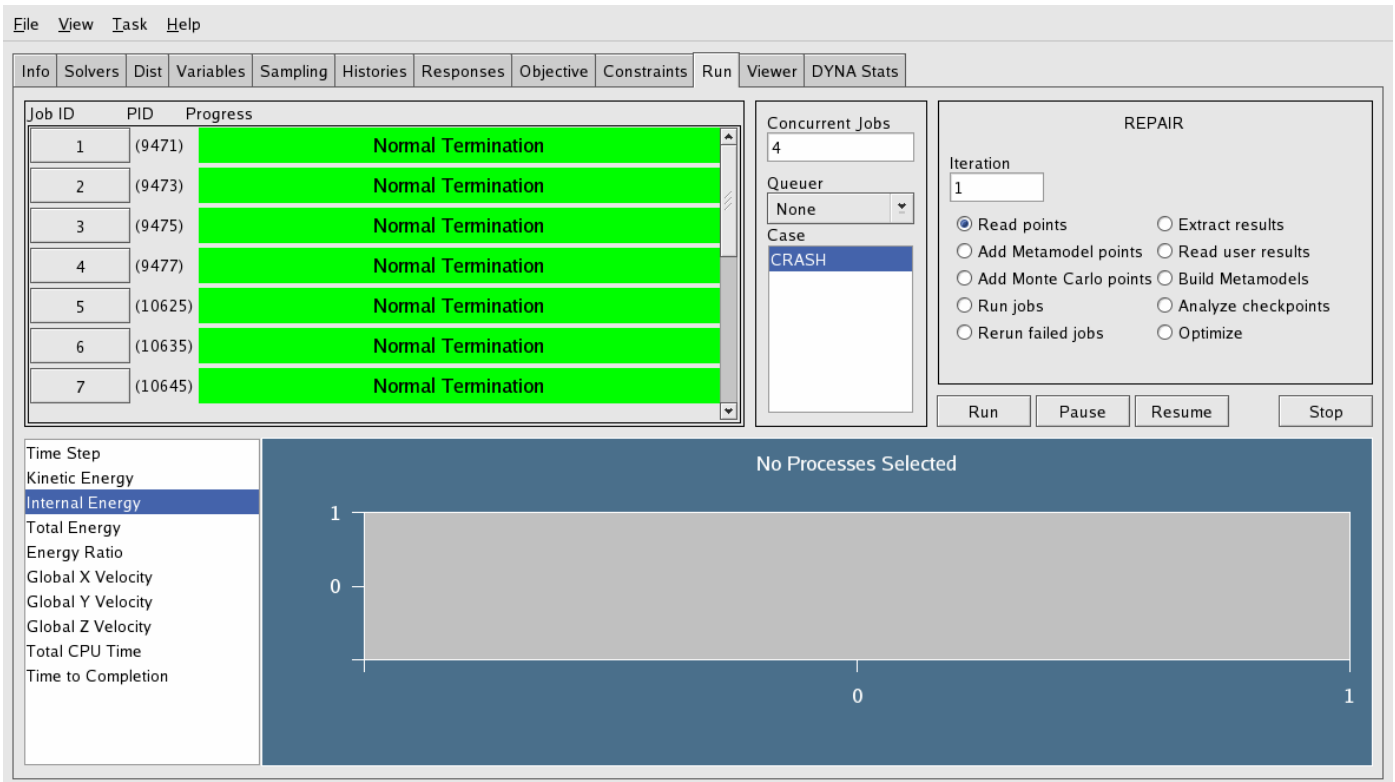 File View Task Help
Info Solvers Dist Variables Sampling Histories Responses Objective Constraints Run Viewer DYNA Stats
Job ID PID Progress
1 (9471) Normal Termination
2 (9473) Normal Termination
3 (9475) Normal Termination
4 (9477) Normal Termination
5 (10625) Normal Termination
6 (10635) Normal Termination
7 (10645) Normal Termination
Concurrent Jobs
4
Queuer
None
Case
CRASH
REPAIR
Iteration
1
Read points Extract results
Add Metamodel points Read user results
Add Monte Carlo points Build Metamodels
Run jobs Analyze checkpoints
Rerun failed jobs Optimize
Run Pause Resume Stop
Time Step
Kinetic Energy
Internal Energy
Total Energy
Energy Ratio
Global X Velocity
Global Y Velocity
Global Z Velocity
Total CPU Time
Time to Completion
No Processes Selected
1
0
0 1